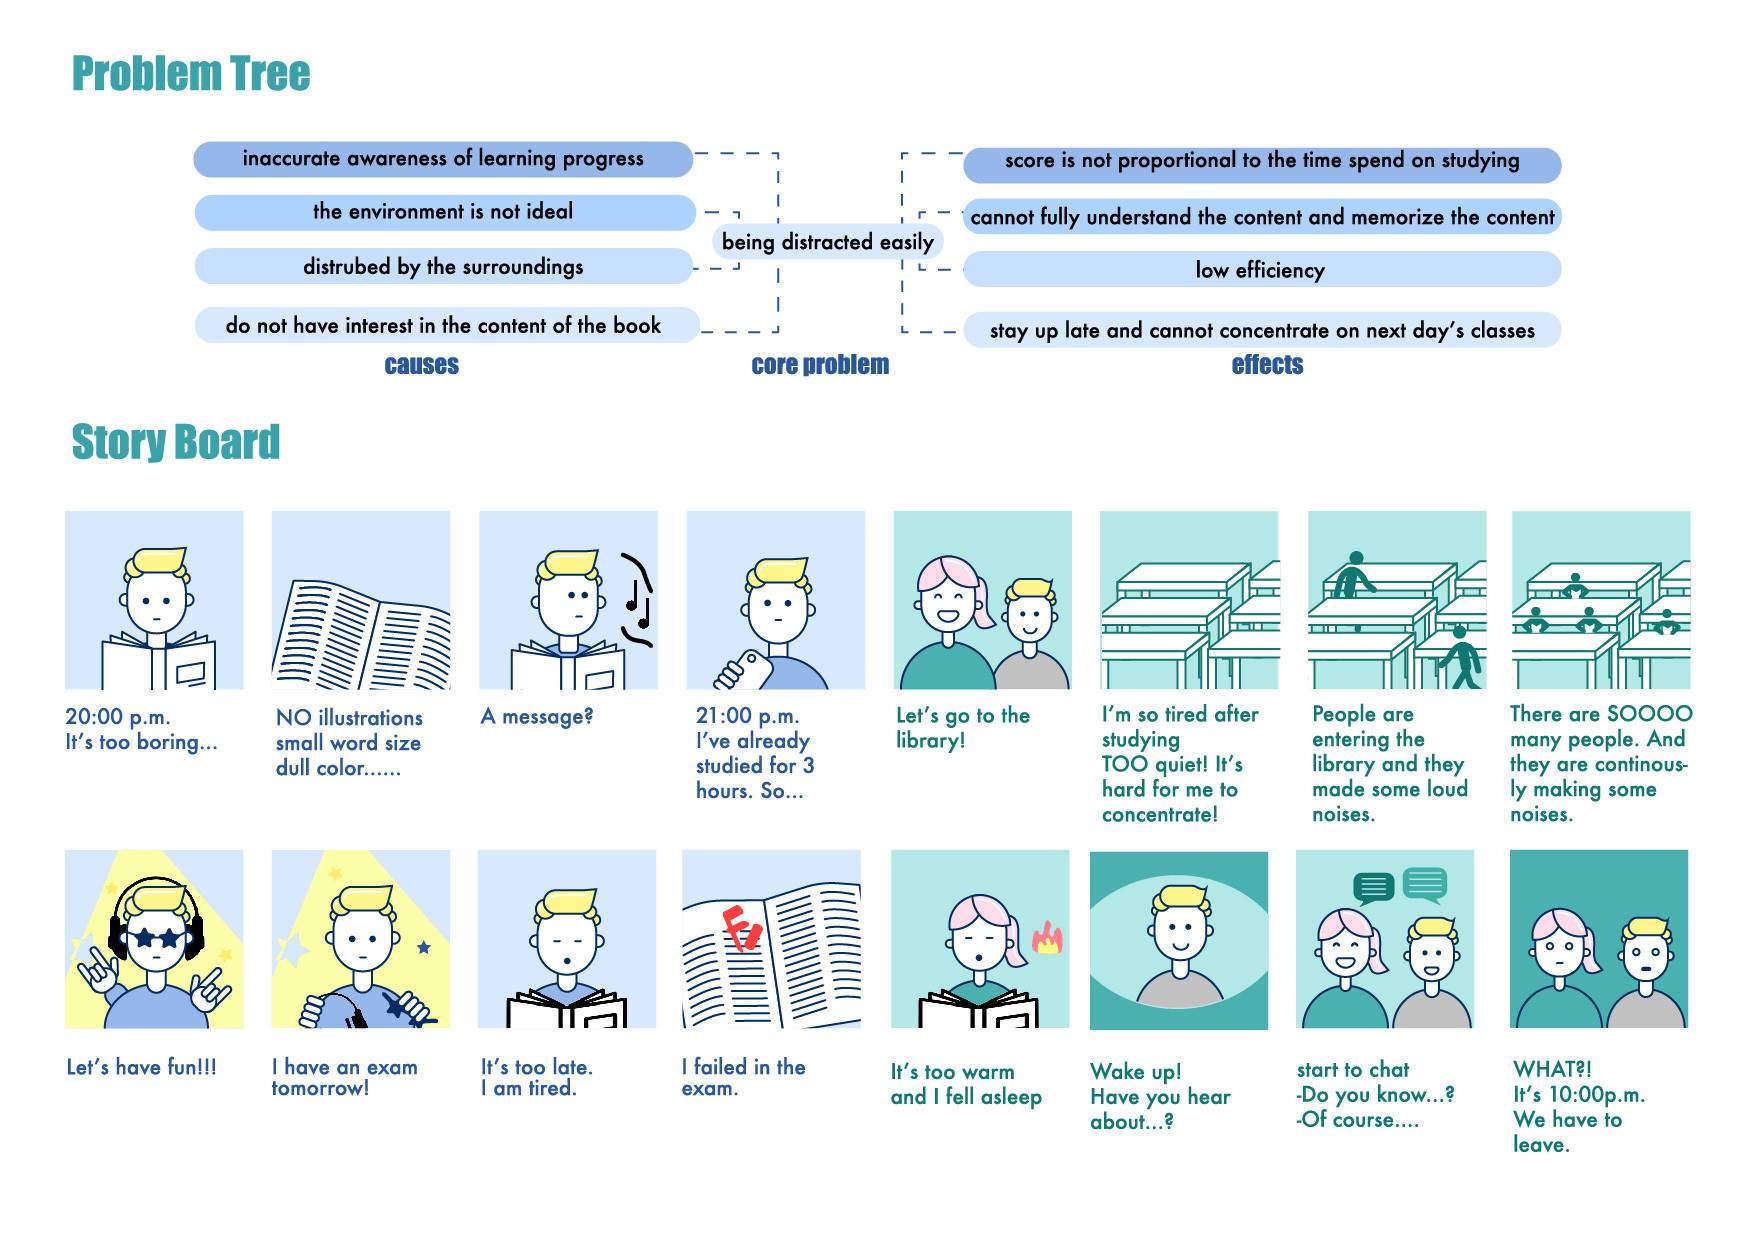 Problem Tree
inaccurate awareness of learning progress
the environment is not ideal
distrubed by the surroundings
do not have interest in the content of the book
causes
being distracted easily
core problem
score is not proportional to the time spend on studying
cannot fully understand the content and memorize the content
low efficiency
stay up late and cannot concentrate on next day's classes
effects
Story Board
20:00 p.m.
It's too boring...
NO illustrations
small word size
dull color......
A message?
21:00 p.m.
I've already
studied for 3
hours. So...
Let's go to the
library!
I'm so tired after
studying
TOO quiet! It's
hard for me to
concentrate!
People are
entering the
library and they
made some loud
noises.
There are SOOOO
many people. And
they are continous-
ly making some
noises.
Let's have fun!!!
I have an exam
tomorrow!
It's too late.
I am tired.
F
I failed in the
exam.
It's too warm
and I fell asleep
Wake up!
Have you hear
about...?
start to chat
-Do you know...?
-Of course....
WHAT?!
It's 10:00p.m.
We have to
leave.